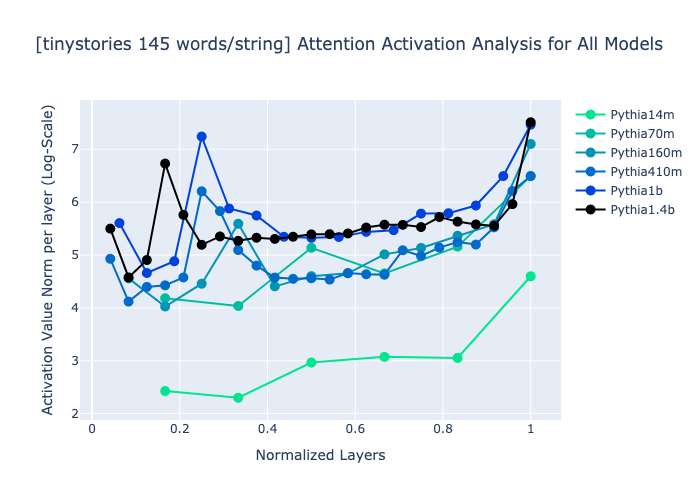 [tinystories 145 words/string] Attention Activation Analysis for All Models
Activation Value Norm per layer (Log-Scale)
7
6
5
4
3
2
0
0.2
0.4
0.6
0.8
1
Normalized Layers
Pythia14m
Pythia70m
Pythia160m
Pythia410m
Pythia1b
Pythia1.4b